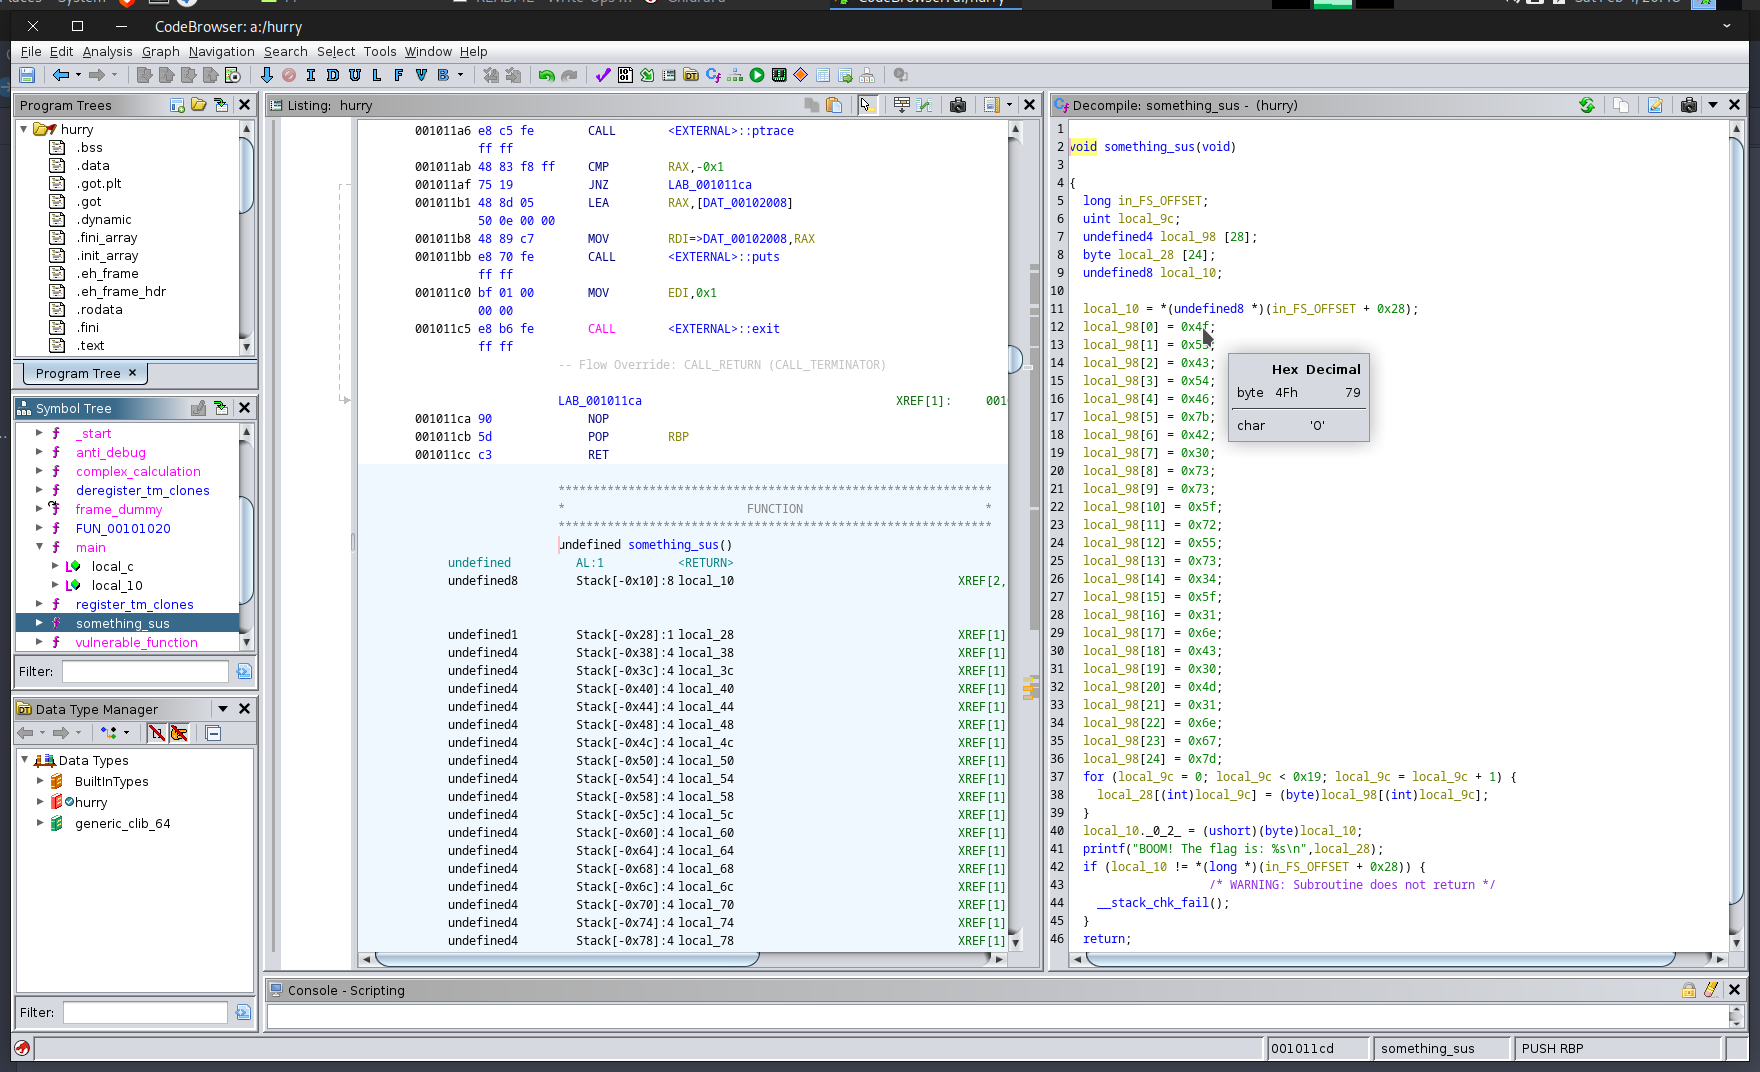 CodeBrowser: a:/hurry
File Edit Analysis Graph Navigation Search Select Tools Window Help
I D U L F V B
Program Trees
hurry
.bss
.data
.got.plt
.got
.dynamic
.fini_array
.init_array
.eh_frame
.eh_frame_hdr
.rodata
.fini
.text
Program Tree ×
Symbol Tree
_start
anti_debug
complex_calculation
deregister_tm_clones
frame_dummy
FUN_00101020
main
local_c
local_10
register_tm_clones
something_sus
vulnerable_function
Filter:
Data Type Manager
Data Types
BuiltInTypes
hurry
generic_clib_64
Filter:
Listing: hurry
001011a6 e8 c5 fe CALL <EXTERNAL>::ptrace
ff ff
001011ab 48 83 f8 ff CMP RAX,-0x1
001011af 75 19 JNZ LAB_001011ca
001011b1 48 8d 05 LEA RAX,[DAT_00102008]
50 0e 00 00
001011b8 48 89 c7 MOV RDI=>DAT_00102008,RAX
001011bb e8 70 fe CALL <EXTERNAL>::puts
ff ff
001011c0 bf 01 00 MOV EDI,0x1
00 00
001011c5 e8 b6 fe CALL <EXTERNAL>::exit
ff ff
-- Flow Override: CALL_RETURN (CALL_TERMINATOR)
LAB_001011ca XREF[1]: 001
001011ca 90 NOP
001011cb 5d POP RBP
001011cc c3 RET
**************************************************************
* FUNCTION *
**************************************************************
undefined something_sus()
undefined AL:1 <RETURN>
undefined8 Stack[-0x10]:8 local_10 XREF[2,
undefined1 Stack[-0x28]:1 local_28 XREF[1]
undefined4 Stack[-0x38]:4 local_38 XREF[1]
undefined4 Stack[-0x3c]:4 local_3c XREF[1]
undefined4 Stack[-0x40]:4 local_40 XREF[1]
undefined4 Stack[-0x44]:4 local_44 XREF[1]
undefined4 Stack[-0x48]:4 local_48 XREF[1]
undefined4 Stack[-0x4c]:4 local_4c XREF[1]
undefined4 Stack[-0x50]:4 local_50 XREF[1]
undefined4 Stack[-0x54]:4 local_54 XREF[1]
undefined4 Stack[-0x58]:4 local_58 XREF[1]
undefined4 Stack[-0x5c]:4 local_5c XREF[1]
undefined4 Stack[-0x60]:4 local_60 XREF[1]
undefined4 Stack[-0x64]:4 local_64 XREF[1]
undefined4 Stack[-0x68]:4 local_68 XREF[1]
undefined4 Stack[-0x6c]:4 local_6c XREF[1]
undefined4 Stack[-0x70]:4 local_70 XREF[1]
undefined4 Stack[-0x74]:4 local_74 XREF[1]
undefined4 Stack[-0x78]:4 local_78 XREF[1]
Decompile: something_sus - (hurry)
1
2 void something_sus(void)
3
4 {
5 long in_FS_OFFSET;
6 uint local_9c;
7 undefined4 local_98 [28];
8 byte local_28 [24];
9 undefined8 local_10;
10
11 local_10 = *(undefined8 *)(in_FS_OFFSET + 0x28);
12 local_98[0] = 0x4f;
13 local_98[1] = 0x53;
14 local_98[2] = 0x43;
15 local_98[3] = 0x54;
16 local_98[4] = 0x46;
17 local_98[5] = 0x7b;
18 local_98[6] = 0x42;
19 local_98[7] = 0x30;
20 local_98[8] = 0x73;
21 local_98[9] = 0x73;
22 local_98[10] = 0x5f;
23 local_98[11] = 0x72;
24 local_98[12] = 0x55;
25 local_98[13] = 0x73;
26 local_98[14] = 0x34;
27 local_98[15] = 0x5f;
28 local_98[16] = 0x31;
29 local_98[17] = 0x6e;
30 local_98[18] = 0x43;
31 local_98[19] = 0x30;
32 local_98[20] = 0x4d;
33 local_98[21] = 0x31;
34 local_98[22] = 0x6e;
35 local_98[23] = 0x67;
36 local_98[24] = 0x7d;
37 for (local_9c = 0; local_9c < 0x19; local_9c = local_9c + 1) {
38 local_28[(int)local_9c] = (byte)local_98[(int)local_9c];
39 }
40 local_10._0_2_ = (ushort)(byte)local_10;
41 printf("BOOM! The flag is: %s\n",local_28);
42 if (local_10 != *(long *)(in_FS_OFFSET + 0x28)) {
43 /* WARNING: Subroutine does not return */
44 __stack_chk_fail();
45 }
46 return;
Hex Decimal
byte 4Fh 79
char 'O'
Console - Scripting
001011cd something_sus PUSH RBP